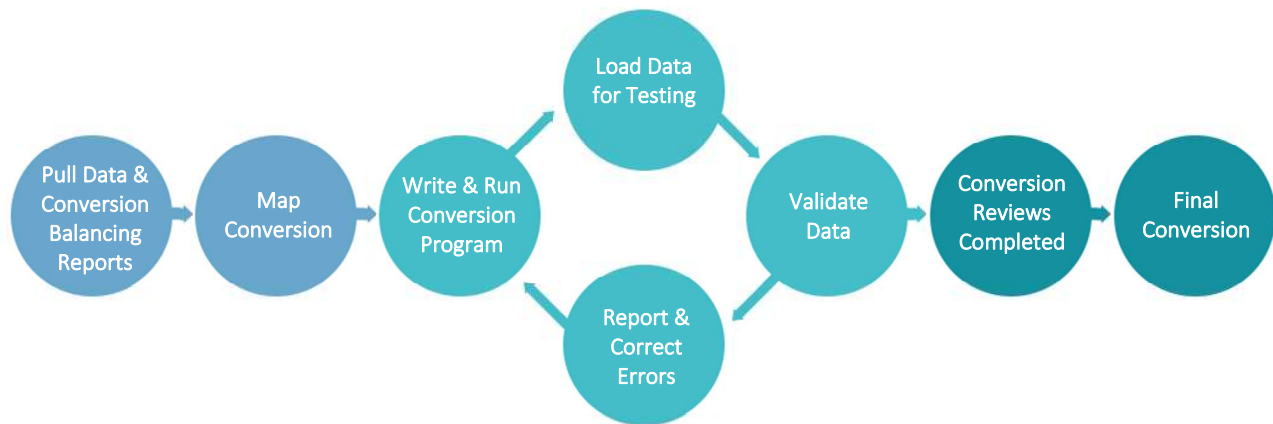 Pull Data &
Conversion
Balancing
Reports
Map
Conversion
Write & Run
Conversion
Program
Load Data
for Testing
Validate
Data
Report &
Correct
Errors
Conversion
Reviews
Completed
Final
Conversion